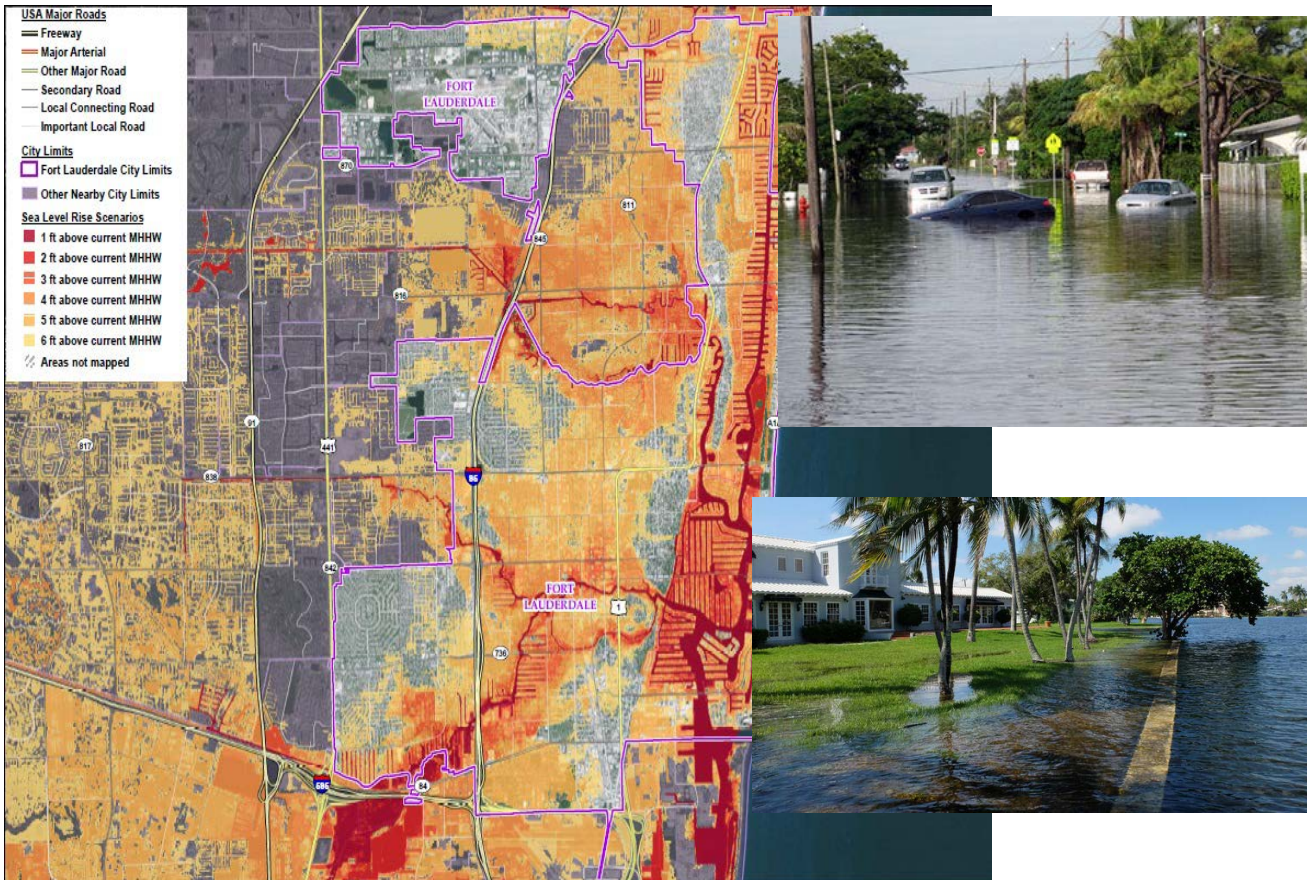 USA Major Roads
Freeway
Major Arterial
Other Major Road
Secondary Road
Local Connecting Road
Important Local Road
City Limits
Fort Lauderdale City Limits
Other Nearby City Limits
Sea Level Rise Scenarios
1 ft above current MHHW
2 ft above current MHHW
3 ft above current MHHW
4 ft above current MHHW
5 ft above current MHHW
6 ft above current MHHW
Areas not mapped
FORT
LAUDERDALE
870
811
845
816
91
441
A1
817
838
95
842
FORT
LAUDERDALE
1
736
84